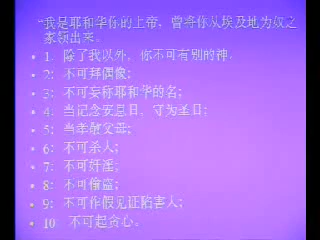 “我是耶和华你的上帝，曾将你从埃及地为奴之
家领出来。
• 1．除了我以外，你不可有别的神。
• 2：不可拜偶像；
• 3：不可妄称耶和华的名；
• 4：当记念安息日，守为圣日；
• 5：当孝敬父母；
• 6：不可杀人；
• 7：不可奸淫。
• 8：不可偷盗；
• 9：不可作假见证陷害人；
• 10 不可起贪心。